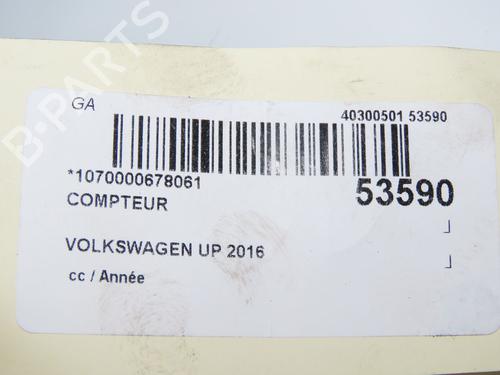 GA
40300501 53590
*1070000678061
53590
COMPTEUR
VOLKSWAGEN UP 2016
cc / Année
B-PARTS